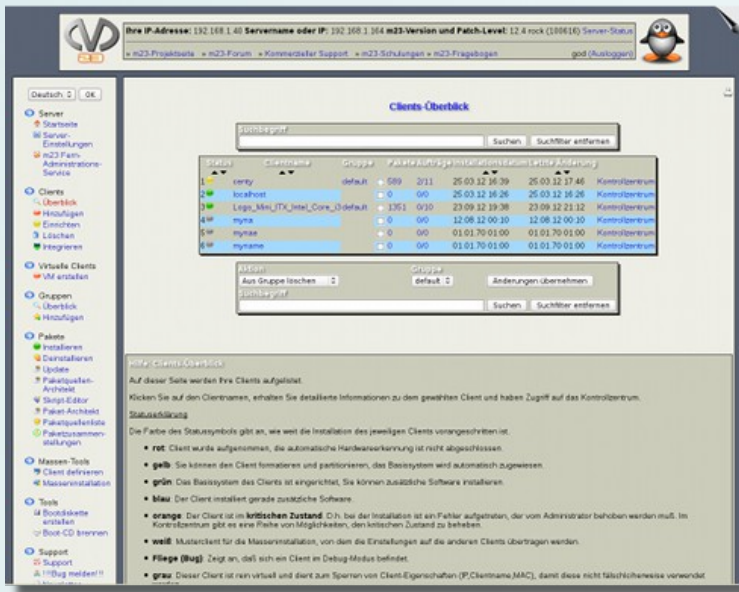 Ihre IP-Adresse: 192.168.1.40 Servername oder IP: 192.168.1.164 m23-Version und Patch-Level: 12.4 rock (100616) Server-Status
» m23-Projektseite » m23-Forum » Kommerzieller Support » m23-Schulungen » m23-Fragebogen god (Ausloggen)
Deutsch OK
Server
Startseite
Server-
Einstellungen
m23 Fern-
Administrations-
Service
Clients
Überblick
Hinzufügen
Einrichten
Löschen
Integrieren
Virtuelle Clients
VM erstellen
Gruppen
Überblick
Hinzufügen
Pakete
Installieren
Deinstallieren
Update
Paketquellen-
Architekt
Skript-Editor
Paket-Architekt
Paketquellenliste
Paketzusammen-
stellungen
Massen-Tools
Client definieren
Masseninstallation
Tools
Bootdiskette
erstellen
Boot-CD brennen
Support
Support
!!!Bug melden!!!
Clients-Überblick
Suchbegriff
Suchen Suchfilter entfernen
Status Clientname Gruppe Pakete Aufträge Installationsdatum Letzte Änderung
1 default 589 2/11 25.03.12 16:39 25.03.12 17:46 Kontrollzentrum
2 localhost 0 0/0 25.03.12 16:26 25.03.12 16:26 Kontrollzentrum
3 Logo_Mini_ITX_Intel_Core_i3 default 1351 0/10 23.09.12 19:38 23.09.12 21:12 Kontrollzentrum
4 myna 0 0/0 12.08.12 00:10 12.08.12 00:10 Kontrollzentrum
5 mynae 0 0/0 01.01.70 01:00 01.01.70 01:00 Kontrollzentrum
6 myname 0 0/0 01.01.70 01:00 01.01.70 01:00 Kontrollzentrum
Aktion Gruppe
Aus Gruppe löschen default Änderungen übernehmen
Suchbegriff
Suchen Suchfilter entfernen
Hilfe: Clients-Überblick
Auf dieser Seite werden Ihre Clients aufgelistet.
Klicken Sie auf den Clientnamen, erhalten Sie detaillierte Informationen zu dem gewählten Client und haben Zugriff auf das Kontrollzentrum.
Statuserklärung
Die Farbe des Statussymbols gibt an, wie weit die Installation des jeweiligen Clients vorangeschritten ist.
• rot: Client wurde aufgenommen, die automatische Hardwareerkennung ist nicht abgeschlossen.
• gelb: Sie können den Client formatieren und partitionieren, das Basissystem wird automatisch zugewiesen.
• grün: Das Basissystem des Clients ist eingerichtet, Sie können zusätzliche Software installieren.
• blau: Der Client installiert gerade zusätzliche Software.
• orange: Der Client ist im kritischen Zustand. D.h. bei der Installation ist ein Fehler aufgetreten, der vom Administrator behoben werden muß. Im
Kontrollzentrum gibt es eine Reihe von Möglichkeiten, den kritischen Zustand zu beheben.
• weiß: Musterclient für die Masseninstallation, von dem die Einstellungen auf die anderen Clients übertragen werden.
• Fliege (Bug): Zeigt an, daß sich ein Client im Debug-Modus befindet.
• grau: Dieser Client ist rein virtuell und dient zum Sperren von Client-Eigenschaften (IP,Clientname,MAC), damit diese nicht fälschlicherweise verwendet